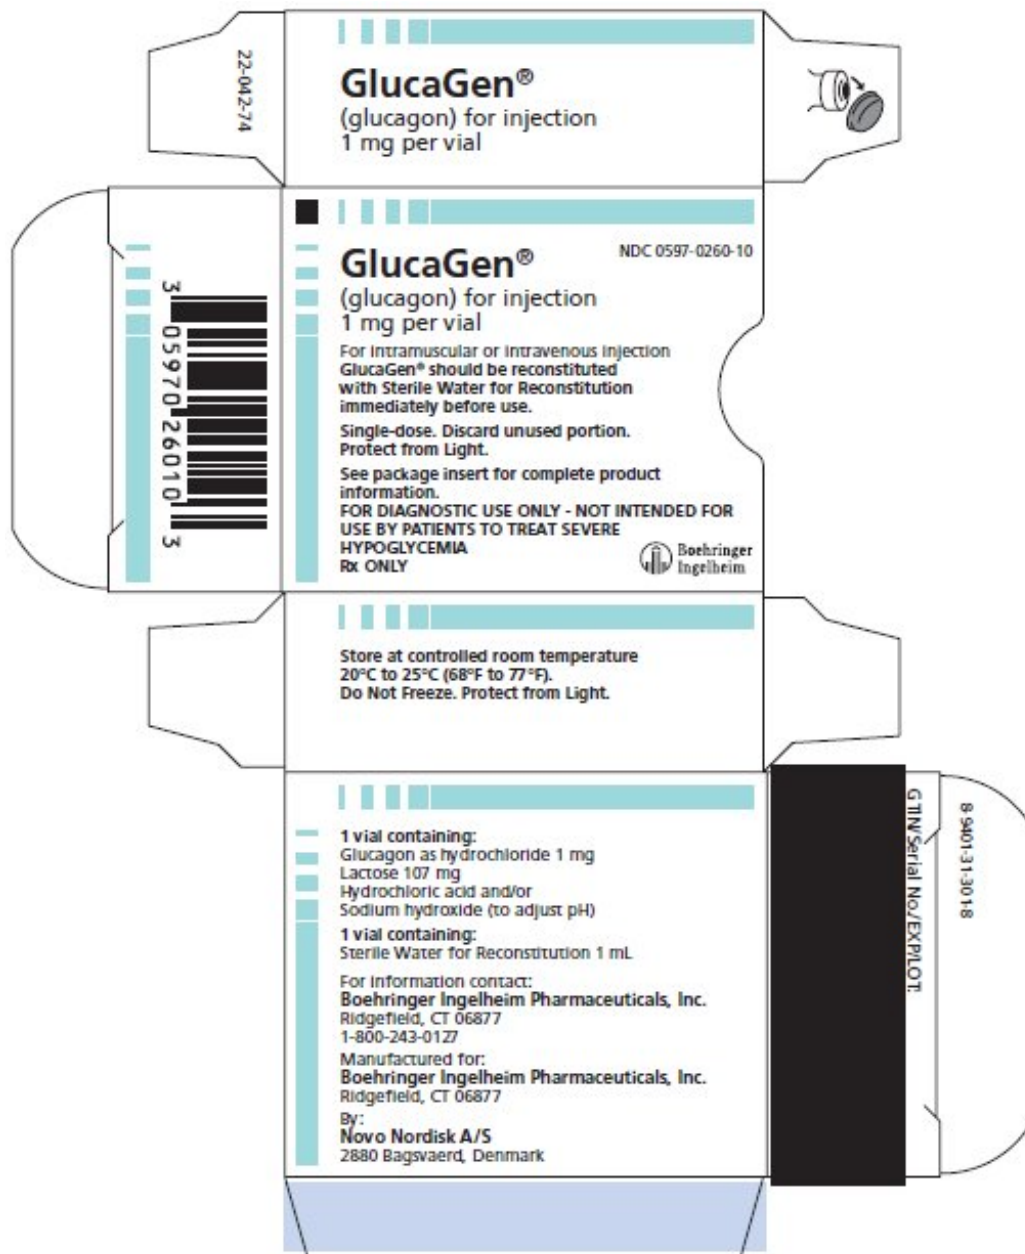 22-042-74
GlucaGen®
(glucagon) for injection
1 mg per vial
NDC 0597-0260-10
GlucaGen®
(glucagon) for injection
1 mg per vial
For intramuscular or intravenous injection
GlucaGen® should be reconstituted
with Sterile Water for Reconstitution
immediately before use.
Single-dose. Discard unused portion.
Protect from Light.
See package insert for complete product
information.
FOR DIAGNOSTIC USE ONLY - NOT INTENDED FOR
USE BY PATIENTS TO TREAT SEVERE
HYPOGLYCEMIA
Rx ONLY
Boehringer
Ingelheim
3 05970 26010 3
Store at controlled room temperature
20°C to 25°C (68°F to 77°F).
Do Not Freeze. Protect from Light.
1 vial containing:
Glucagon as hydrochloride 1 mg
Lactose 107 mg
Hydrochloric acid and/or
Sodium hydroxide (to adjust pH)
1 vial containing:
Sterile Water for Reconstitution 1 mL
For information contact:
Boehringer Ingelheim Pharmaceuticals, Inc.
Ridgefield, CT 06877
1-800-243-0127
Manufactured for:
Boehringer Ingelheim Pharmaceuticals, Inc.
Ridgefield, CT 06877
By:
Novo Nordisk A/S
2880 Bagsvaerd, Denmark
GTIN/Serial No./EXP/LOT:
8-9401-31-301-8